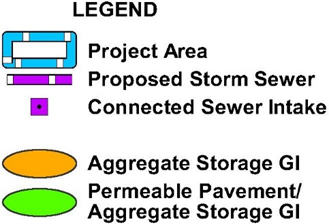 LEGEND
Project Area
Proposed Storm Sewer
Connected Sewer Intake
Aggregate Storage GI
Permeable Pavement/
Aggregate Storage GI